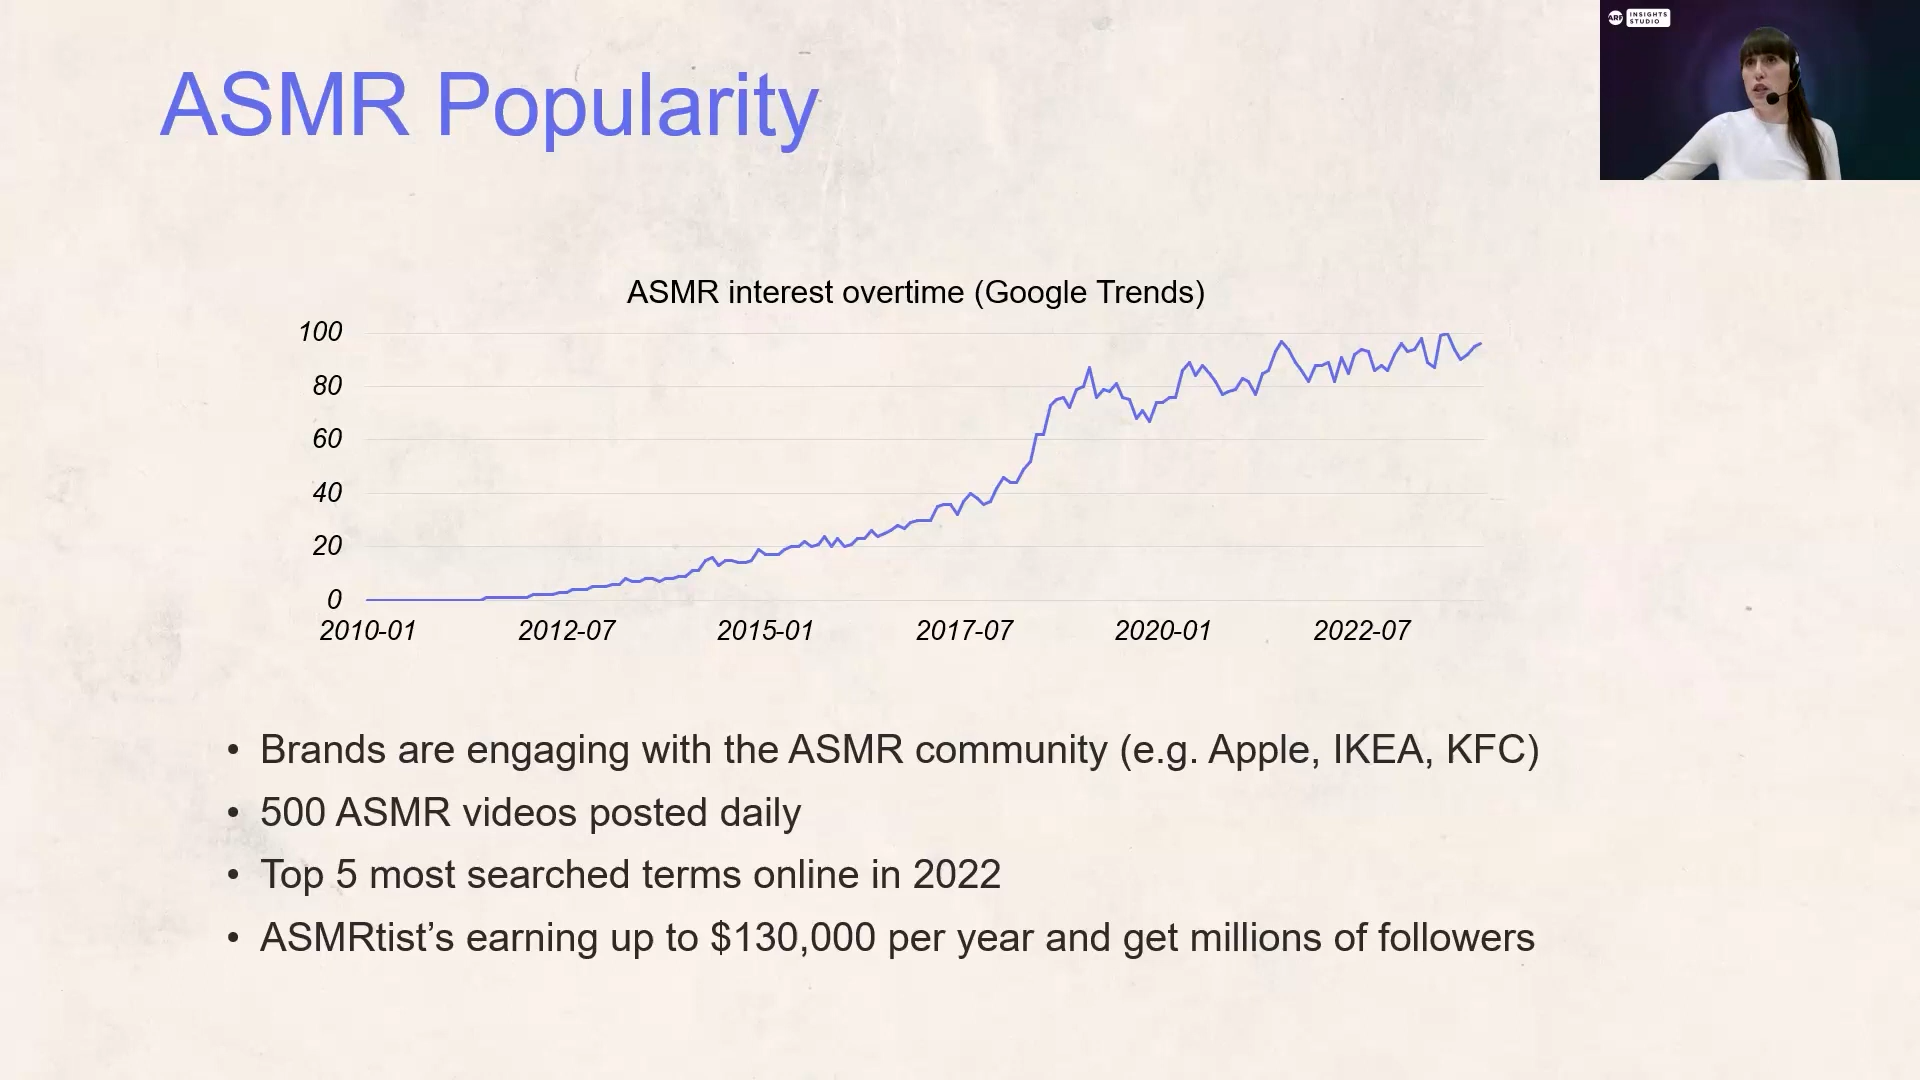 ARF INSIGHTS
STUDIO
ASMR Popularity
ASMR interest overtime (Google Trends)
100
80
60
40
20
0
2010-01 2012-07 2015-01 2017-07 2020-01 2022-07
• Brands are engaging with the ASMR community (e.g. Apple, IKEA, KFC)
• 500 ASMR videos posted daily
• Top 5 most searched terms online in 2022
• ASMRtist’s earning up to $130,000 per year and get millions of followers